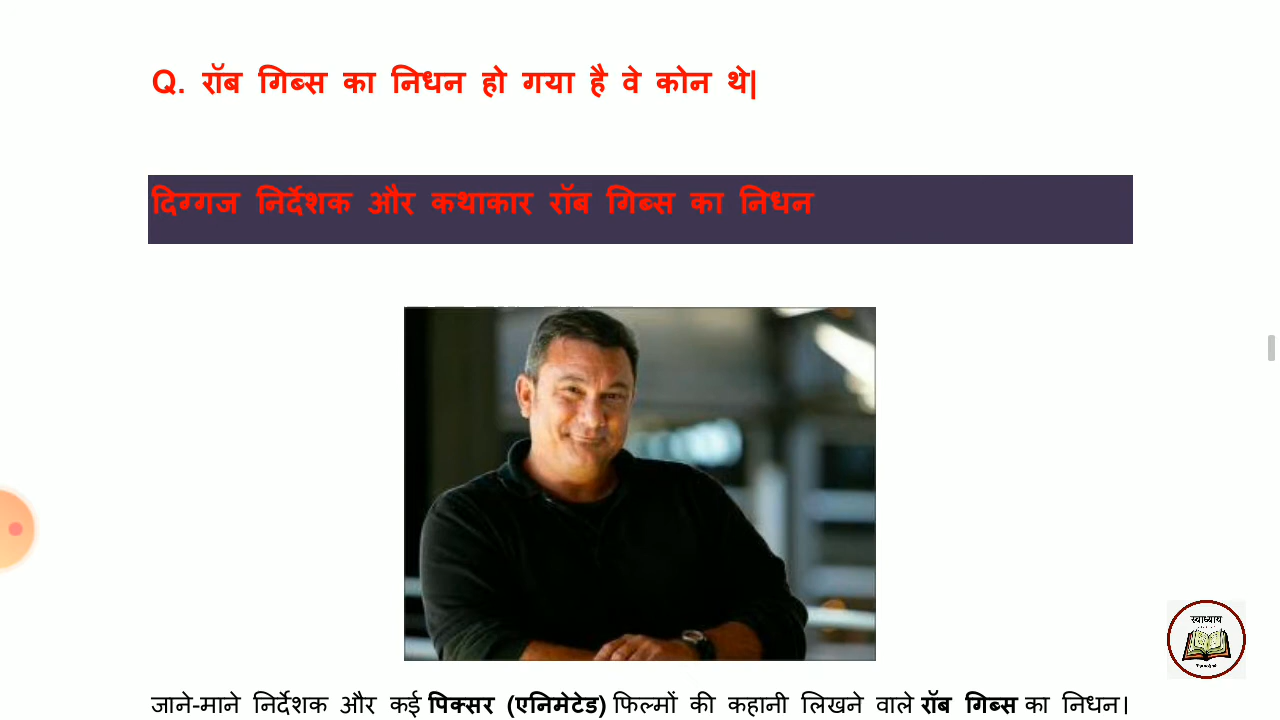 Q. रॉब गिब्स का निधन हो गया है वे कोन थे|
दिग्गज निर्देशक और कथाकार रॉब गिब्स का निधन
जाने-माने निर्देशक और कई पिक्सर (एनिमेटेड) फिल्मों की कहानी लिखने वाले रॉब गिब्स का निधन।
स्वाध्याय